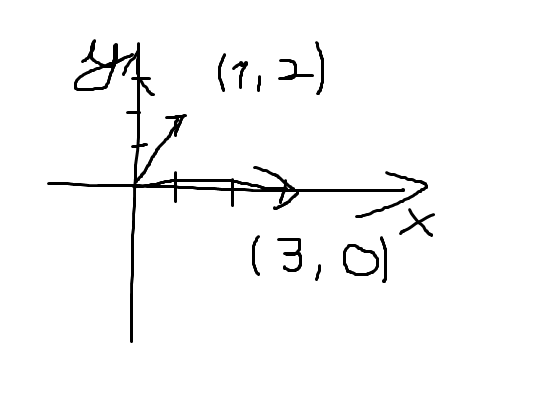 y
(1, 2)
x
(3, 0)